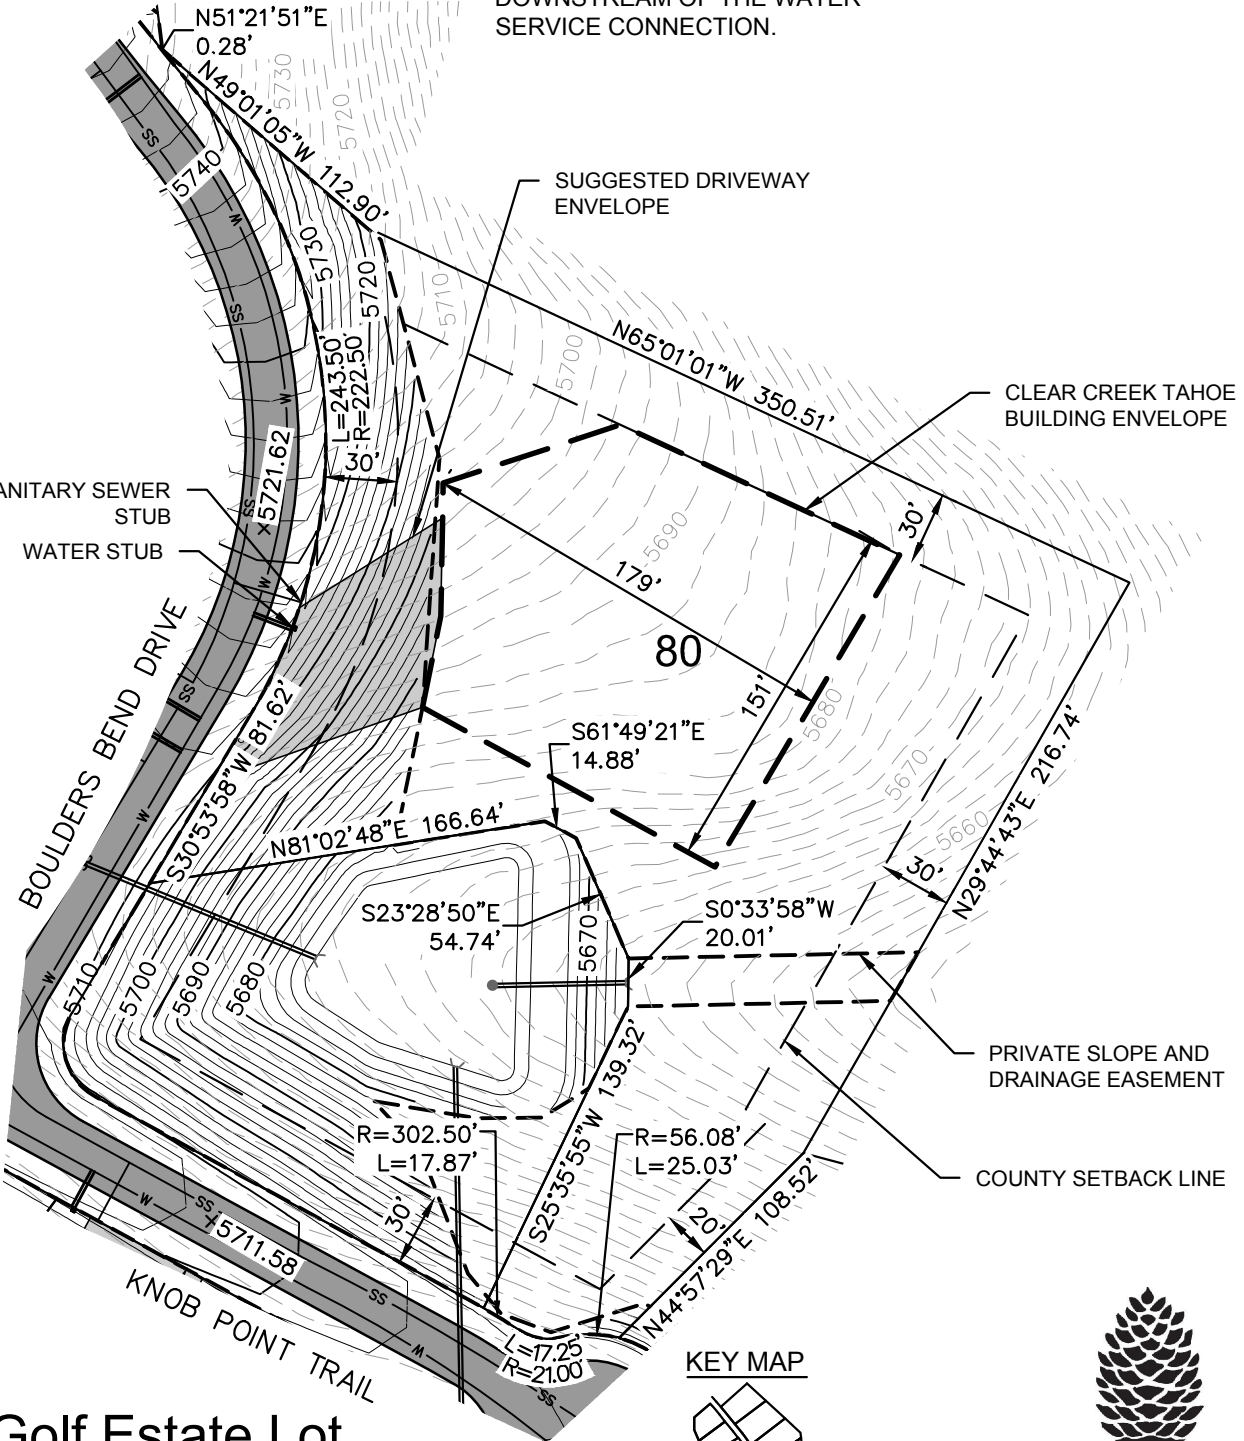 DOWNSTREAM OF THE WATER
SERVICE CONNECTION.
N51°21'51"E
0.28'
N49°01'05"W 112.90'
5730
5720
5740
SS
W
SUGGESTED DRIVEWAY
ENVELOPE
5730
5720
5710
5700
N65°01'01"W 350.51'
CLEAR CREEK TAHOE
BUILDING ENVELOPE
L=243.50'
R=222.50'
30'
SS
W
×5721.62
SS
W
ANITARY SEWER
STUB
WATER STUB
5690
30'
179'
80
151'
5680
BOULDERS BEND DRIVE
SS
W
S30°53'58"W 81.62'
S61°49'21"E
14.88'
N81°02'48"E 166.64'
5670
5660
N29°44'43"E 216.74'
30'
S23°28'50"E
54.74'
S0°33'58"W
20.01'
5670
5710
5700
5690
5680
W
PRIVATE SLOPE AND
DRAINAGE EASEMENT
S25°35'55"W 139.32'
R=302.50'
L=17.87'
R=56.08'
L=25.03'
COUNTY SETBACK LINE
30'
20'
N44°57'29"E 108.52'
W
SS
×5711.58
SS
W
SS
KNOB POINT TRAIL
L=17.25'
R=21.00'
KEY MAP
Golf Estate Lot